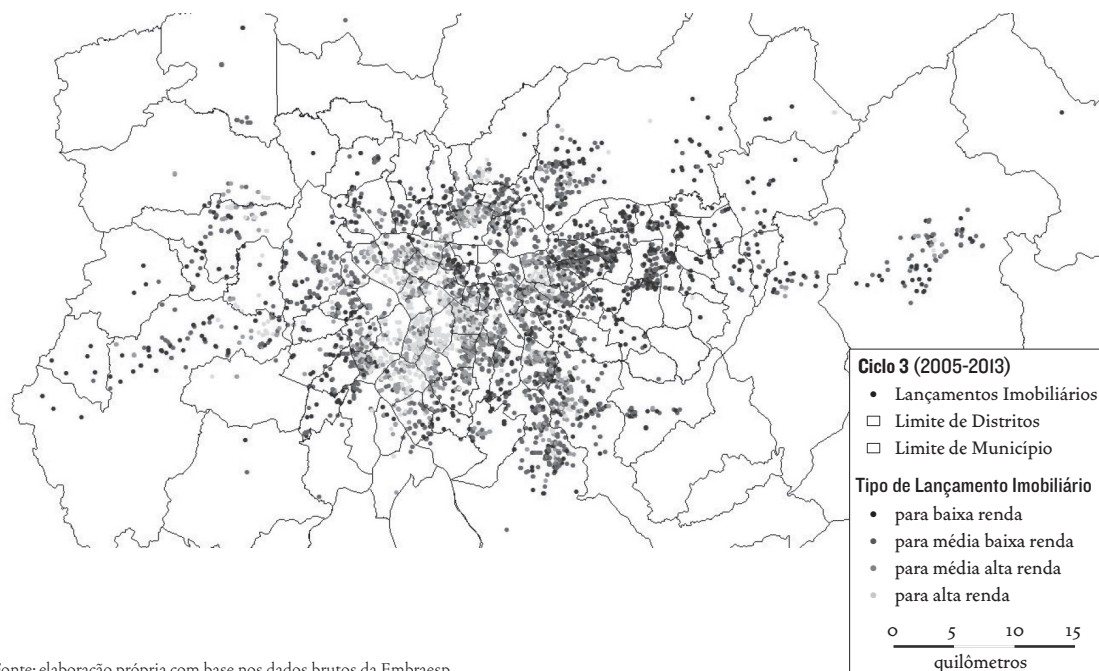 Ciclo 3 (2005-2013)
Lançamentos Imobiliários
Limite de Distritos
Limite de Município
Tipo de Lançamento Imobiliário
para baixa renda
para média baixa renda
para média alta renda
para alta renda
0 5 10 15
quilômetros
onte: elaboração própria com base nos dados brutos da Embraesp